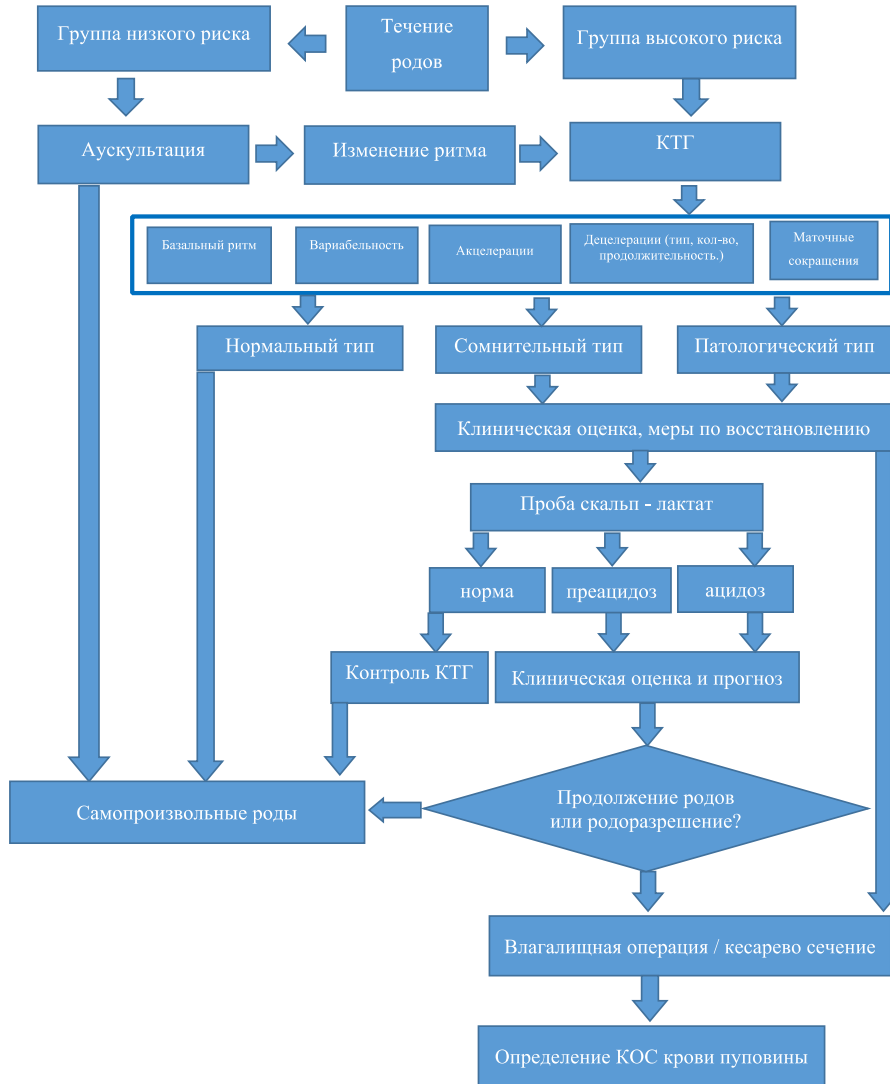 Группа низкого риска
Течение
родов
Группа высокого риска
Аускультация
Изменение ритма
КТГ
Базальный ритм
Вариабельность
Акцелерации
Децелерации (тип, кол-во,
продолжительность.)
Маточные
сокращения
Нормальный тип
Сомнительный тип
Патологический тип
Клиническая оценка, меры по восстановлению
Проба скальп - лактат
норма
преацидоз
ацидоз
Контроль КТГ
Клиническая оценка и прогноз
Продолжение родов
или родоразрешение?
Самопроизвольные роды
Влагалищная операция / кесарево сечение
Определение КОС крови пуповины